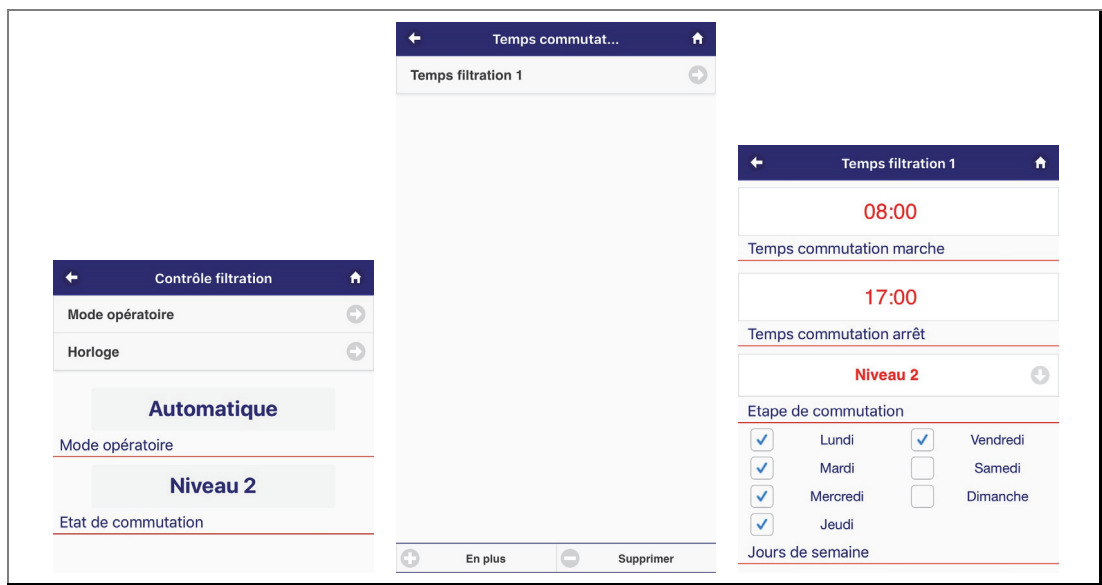 Contrôle filtration
Mode opératoire
Horloge
Automatique
Mode opératoire
Niveau 2
Etat de commutation
Temps commutat...
Temps filtration 1
En plus
Supprimer
Temps filtration 1
08:00
Temps commutation marche
17:00
Temps commutation arrêt
Niveau 2
Etape de commutation
Lundi Vendredi
Mardi Samedi
Mercredi Dimanche
Jeudi
Jours de semaine